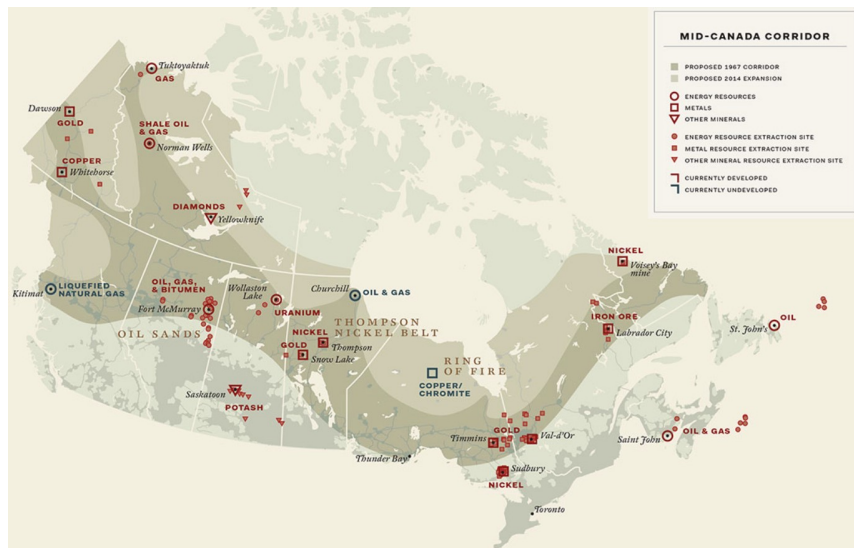 MID-CANADA CORRIDOR
PROPOSED 1967 CORRIDOR
PROPOSED 2014 EXPANSION
ENERGY RESOURCES
METALS
OTHER MINERALS
ENERGY RESOURCE EXTRACTION SITE
METAL RESOURCE EXTRACTION SITE
OTHER MINERAL RESOURCE EXTRACTION SITE
CURRENTLY DEVELOPED
CURRENTLY UNDEVELOPED
Tuktoyaktuk
GAS
Dawson
GOLD
SHALE OIL
& GAS
Norman Wells
COPPER
Whitehorse
DIAMONDS
Yellowknife
NICKEL
Voisey's Bay
mine
Kitimat
LIQUEFIED
NATURAL GAS
OIL, GAS,
& BITUMEN
Fort McMurray
OIL SANDS
Wollaston
Lake
URANIUM
Churchill
OIL & GAS
THOMPSON
NICKEL BELT
NICKEL
Thompson
GOLD
Snow Lake
RING
OF FIRE
COPPER/
CHROMITE
IRON ORE
Labrador City
OIL
St. John's
Saskatoon
POTASH
GOLD
Timmins
Val-d'Or
Saint John
OIL & GAS
Thunder Bay
Sudbury
NICKEL
Toronto